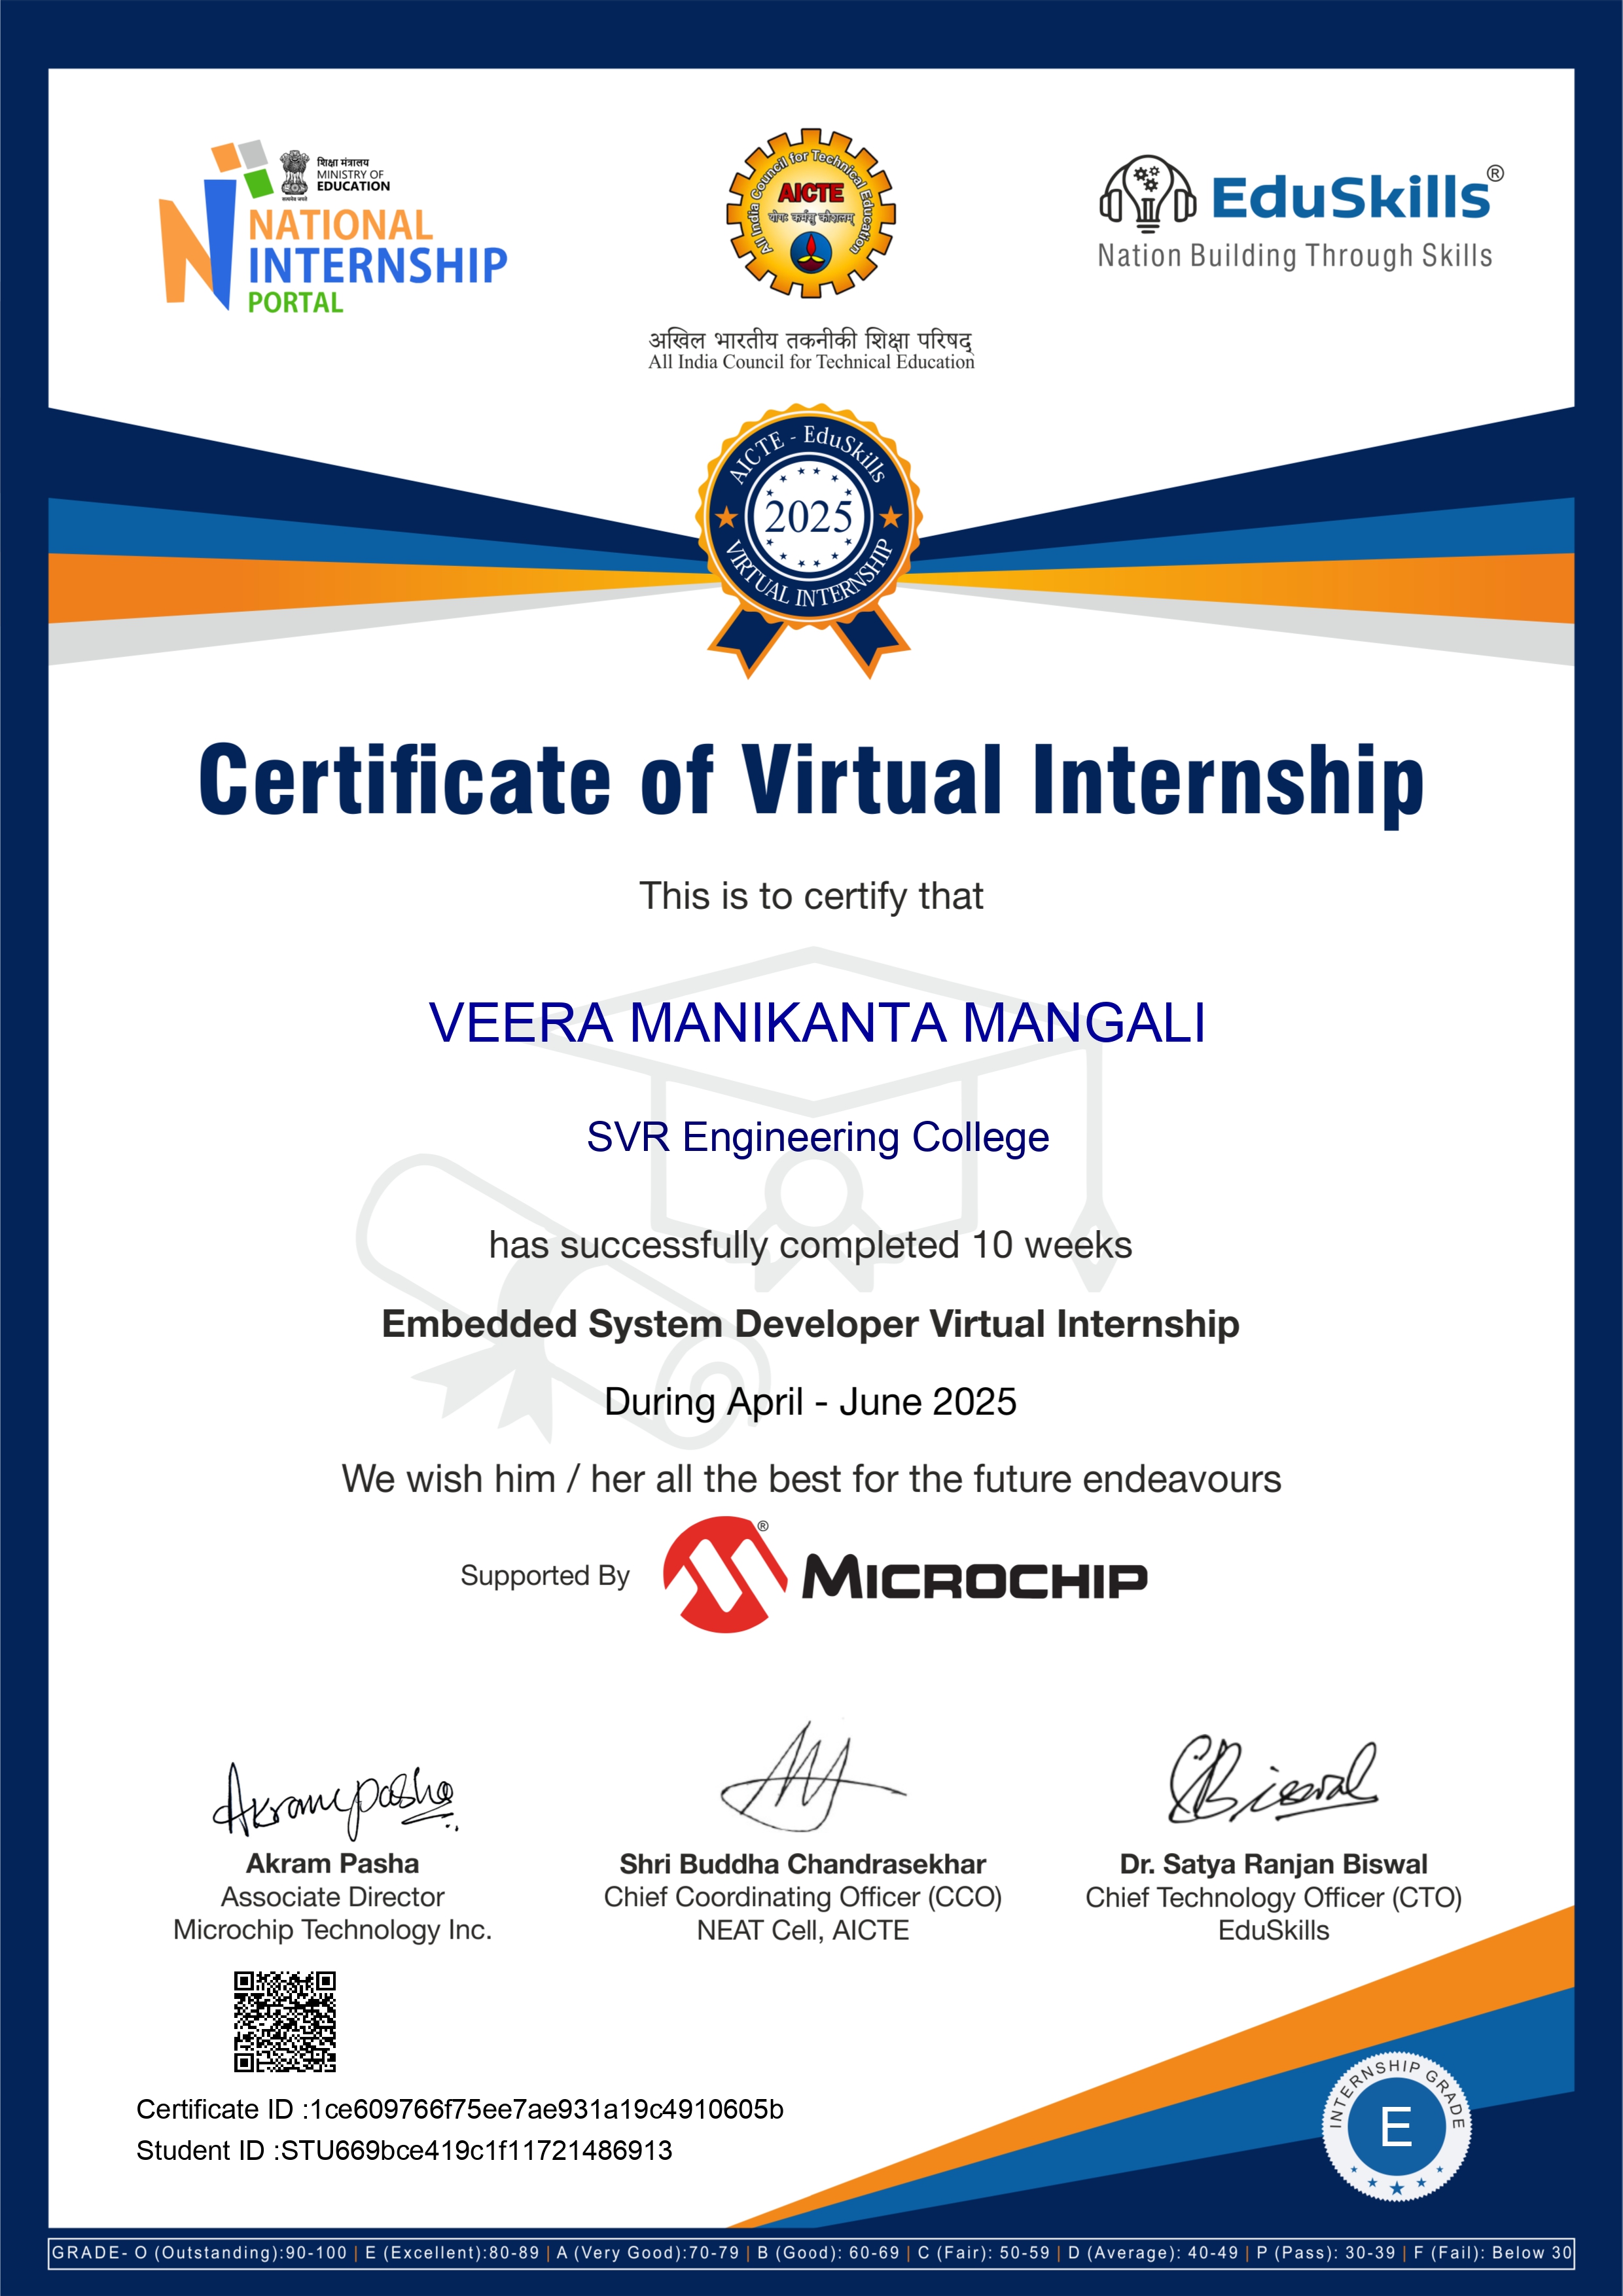 शिक्षा मंत्रालय
MINISTRY OF
EDUCATION
सत्यमेव जयते
NATIONAL
INTERNSHIP
PORTAL
All India Council for Technical Education
AICTE
योगः कर्मसु कौशलम्
अखिल भारतीय तकनीकी शिक्षा परिषद्
All India Council for Technical Education
EduSkills®
Nation Building Through Skills
AICTE - EduSkills
2025
VIRTUAL INTERNSHIP
Certificate of Virtual Internship
This is to certify that
VEERA MANIKANTA MANGALI
SVR Engineering College
has successfully completed 10 weeks
Embedded System Developer Virtual Internship
During April - June 2025
We wish him / her all the best for the future endeavours
Supported By ® MICROCHIP
Akram Pasha
Akram Pasha
Associate Director
Microchip Technology Inc.
Shri Buddha Chandrasekhar
Chief Coordinating Officer (CCO)
NEAT Cell, AICTE
SRBiswal
Dr. Satya Ranjan Biswal
Chief Technology Officer (CTO)
EduSkills
Certificate ID :1ce609766f75ee7ae931a19c4910605b
Student ID :STU669bce419c1f11721486913
INTERNSHIP GRADE
E
GRADE- O (Outstanding):90-100 | E (Excellent):80-89 | A (Very Good):70-79 | B (Good): 60-69 | C (Fair): 50-59 | D (Average): 40-49 | P (Pass): 30-39 | F (Fail): Below 30